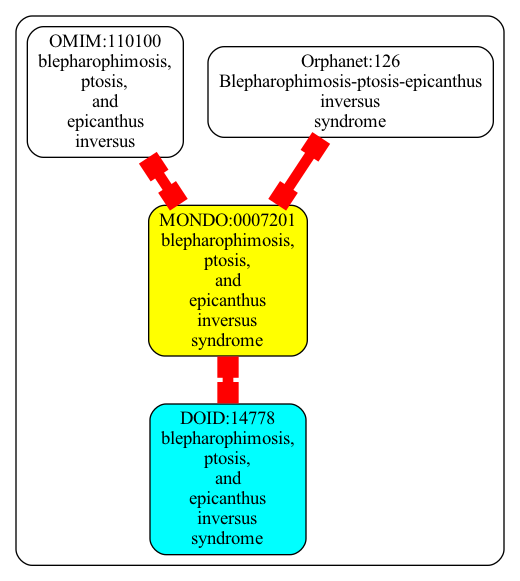 OMIM:110100
blepharophimosis,
ptosis,
and
epicanthus
inversus
Orphanet:126
Blepharophimosis-ptosis-epicanthus
inversus
syndrome
MONDO:0007201
blepharophimosis,
ptosis,
and
epicanthus
inversus
syndrome
DOID:14778
blepharophimosis,
ptosis,
and
epicanthus
inversus
syndrome